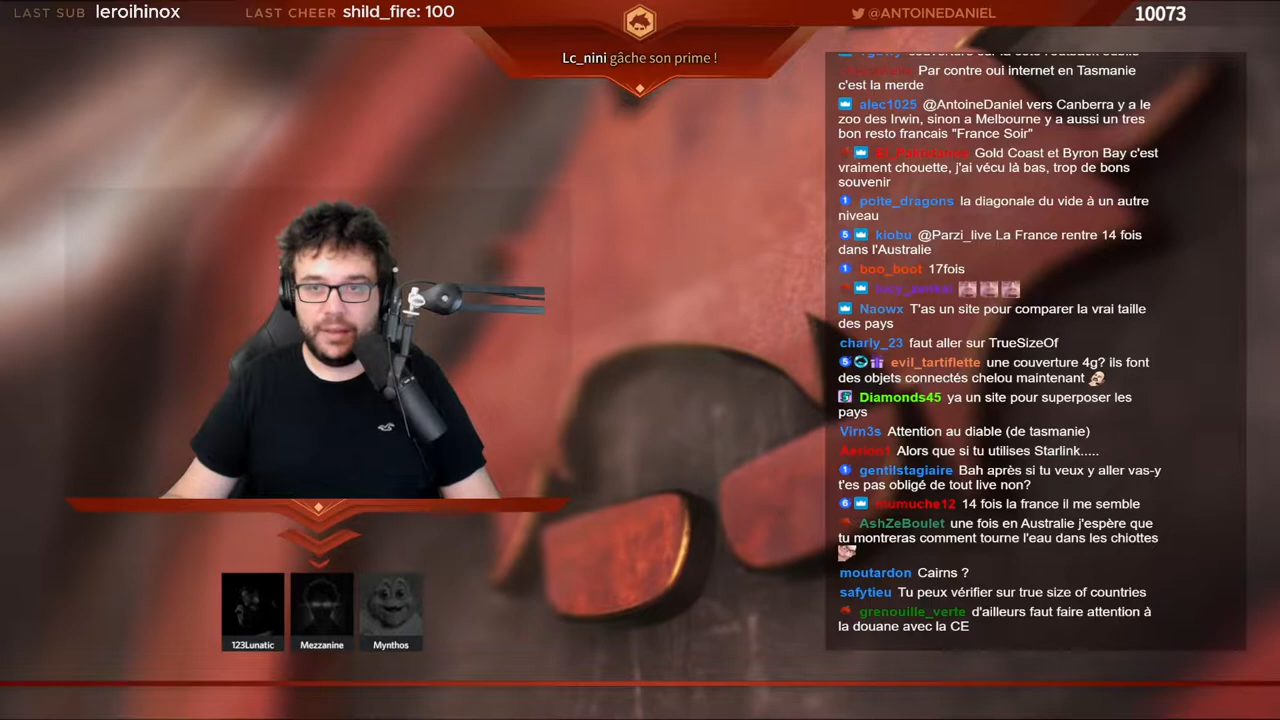 LAST SUB leroihinox LAST CHEER shild_fire: 100 @ANTOINEDANIEL 10073
Lc_nini gâche son prime !
Par contre oui internet en Tasmanie
c'est la merde
alec1025 @AntoineDaniel vers Canberra y a le
zoo des Irwin, sinon a Melbourne y a aussi un tres
bon resto francais "France Soir"
Gold Coast et Byron Bay c'est
vraiment chouette, j'ai vécu là bas, trop de bons
souvenir
poite_dragons la diagonale du vide à un autre
niveau
kiobu @Parzi_live La France rentre 14 fois
dans l'Australie
boo_boot 17fois
Naowx T'as un site pour comparer la vrai taille
des pays
charly_23 faut aller sur TrueSizeOf
evil_tartiflette une couverture 4g? ils font
des objets connectés chelou maintenant
Diamonds45 ya un site pour superposer les
pays
Virn3s Attention au diable (de tasmanie)
Alors que si tu utilises Starlink.....
gentilstagiaire Bah après si tu veux y aller vas-y
t'es pas obligé de tout live non?
mumuche12 14 fois la france il me semble
AshZeBoulet une fois en Australie j'espère que
tu montreras comment tourne l'eau dans les chiottes
moutardon Cairns ?
safytieu Tu peux vérifier sur true size of countries
grenouille_verte d'ailleurs faut faire attention à
la douane avec la CE
123Lunatic Mezzanine Mynthos